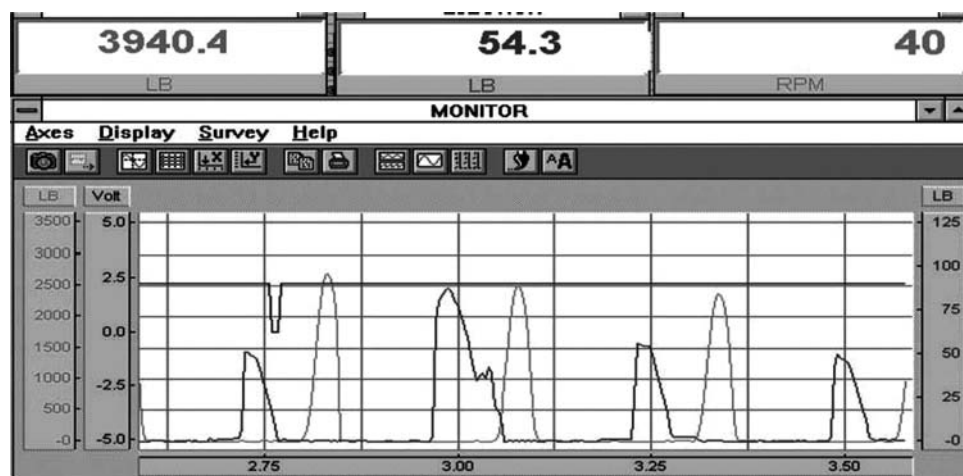 3940.4 54.3 40
LB LB RPM
MONITOR
Axes Display Survey Help
AA
LB Volt LB
3500 5.0 125
3000
2500 2.5 100
2000 75
1500 0.0 50
1000 -2.5
500 25
-0 -5.0 -0
2.75 3.00 3.25 3.50